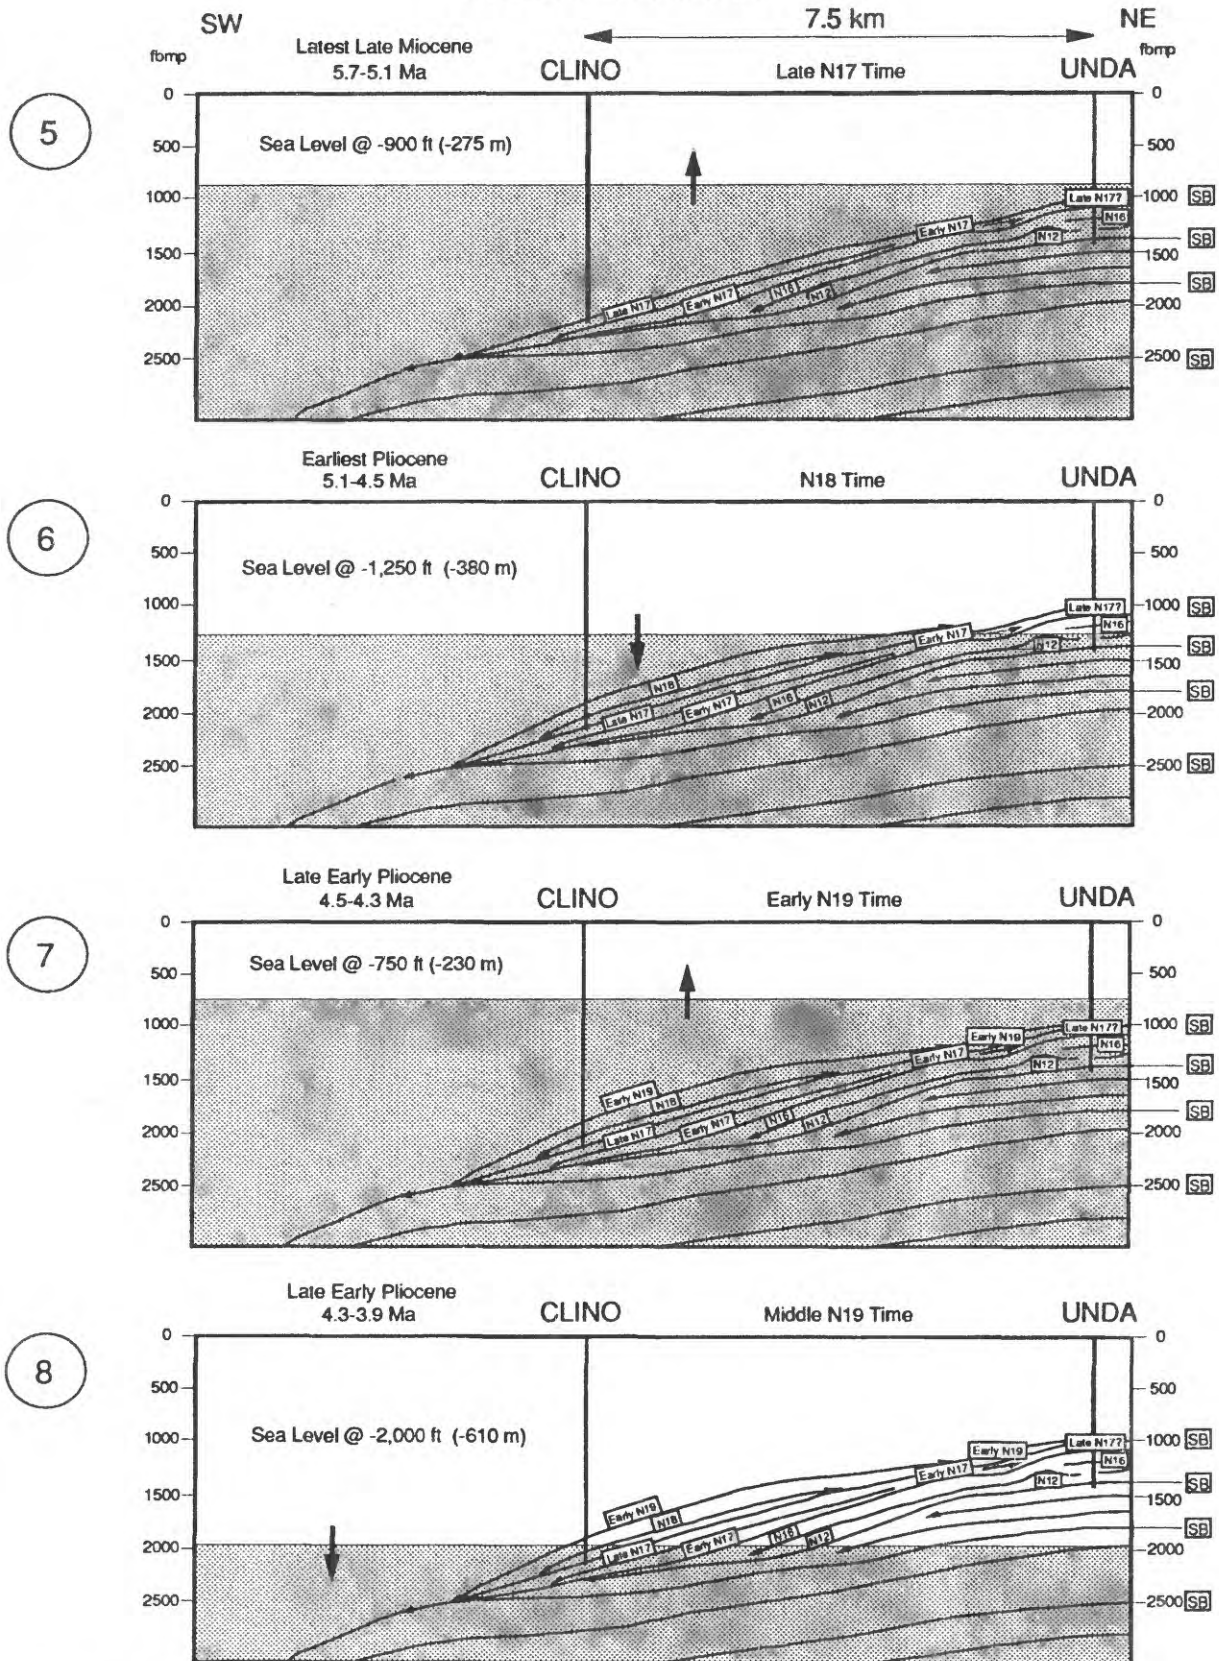 SW 7.5 km NE
fbmp Latest Late Miocene fbmp
5.7-5.1 Ma CLINO Late N17 Time UNDA
5
0 0
Sea Level @ -900 ft (-275 m)
500 500
1000 Late N17? 1000 SB
N16
Early N17
N12 SB
1500 1500
N16 N12 SB
Late N17 Early N17
2000 2000
2500 2500 SB
Earliest Pliocene
5.1-4.5 Ma CLINO N18 Time UNDA
6
0 0
500 500
Sea Level @ -1,250 ft (-380 m)
1000 Late N17? 1000 SB
N16
Early N17
N12 SB
1500 1500
N18 SB
N16 N12
Late N17 Early N17
2000 2000
2500 2500 SB
Late Early Pliocene
4.5-4.3 Ma CLINO Early N19 Time UNDA
7
0 0
Sea Level @ -750 ft (-230 m)
500 500
1000 Late N17? 1000 SB
Early N19 N16
Early N17
N12 SB
1500 1500
Early N19 N18 SB
N16 N12
Late N17 Early N17
2000 2000
2500 2500 SB
Late Early Pliocene
4.3-3.9 Ma CLINO Middle N19 Time UNDA
8
0 0
500 500
Sea Level @ -2,000 ft (-610 m)
1000 Late N17? 1000 SB
Early N19 N16
Early N17
N12 SB
1500 1500
Early N19 N18 SB
N16 N12
Late N17 Early N17
2000 2000
2500 2500 SB